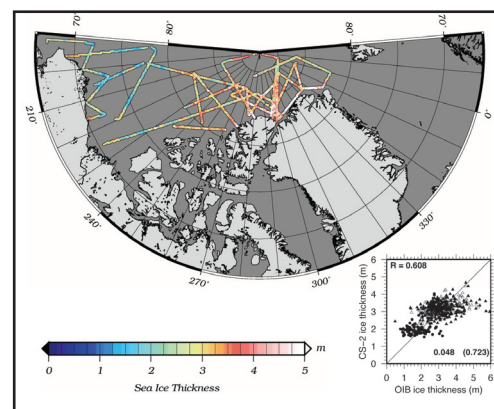 70°
80°
80°
70°
210°
-0°
240°
330°
270°
300°
m
0 1 2 3 4 5
Sea Ice Thickness
R = 0.608
CS-2 ice thickness (m)
6
5
4
3
2
1
0
0.048 (0.723)
0 1 2 3 4 5 6
OIB ice thickness (m)